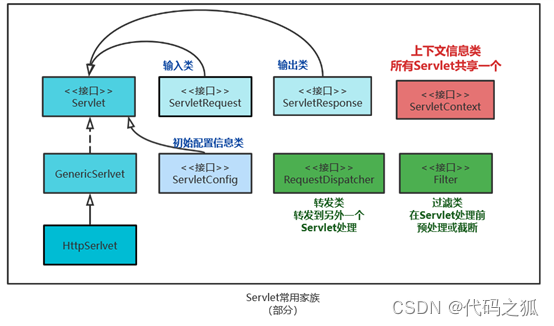 上下文信息类
所有Servlet共享一个
输入类
输出类
<<接口>>
Servlet
<<接口>>
ServletRequest
<<接口>>
ServletResponse
<<接口>>
ServletContext
初始配置信息类
GenericSerlvet
<<接口>>
ServletConfig
<<接口>>
RequestDispatcher
<<接口>>
Filter
转发类
转发到另外一个
Servlet处理
过滤类
在Servlet处理前
预处理或截断
HttpSerlvet
Servlet常用家族
(部分)
CSDN @代码之狐